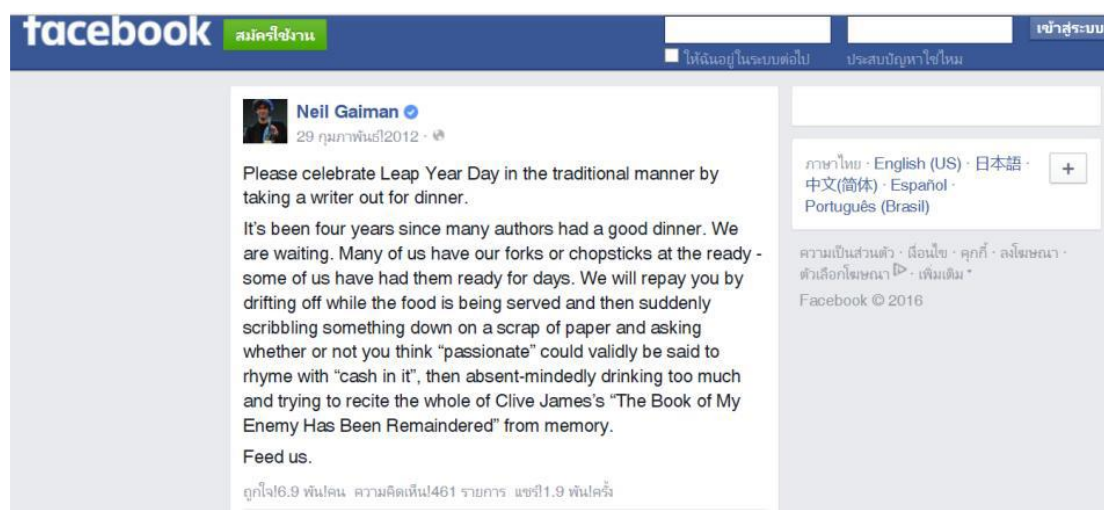 facebook
สมัครใช้งาน
เข้าสู่ระบบ
ให้ฉันอยู่ในระบบต่อไป
ประสบปัญหาใช่ไหม
Neil Gaiman
29 กุมภาพันธ์2012 ·
Please celebrate Leap Year Day in the traditional manner by
taking a writer out for dinner.
It's been four years since many authors had a good dinner. We
are waiting. Many of us have our forks or chopsticks at the ready -
some of us have had them ready for days. We will repay you by
drifting off while the food is being served and then suddenly
scribbling something down on a scrap of paper and asking
whether or not you think “passionate” could validly be said to
rhyme with “cash in it”, then absent-mindedly drinking too much
and trying to recite the whole of Clive James's “The Book of My
Enemy Has Been Remaindered” from memory.
Feed us.
ถูกใจ!6.9 พัน!คน ความคิดเห็น!461 รายการ แชร์!1.9 พัน!ครั้ง
ภาษาไทย · English (US) · 日本語 ·
中文(简体) · Español ·
Português (Brasil)
+
ความเป็นส่วนตัว · เงื่อนไข · คุกกี้ · ลงโฆษณา ·
ตัวเลือกโฆษณา · เพิ่มเติม
Facebook © 2016